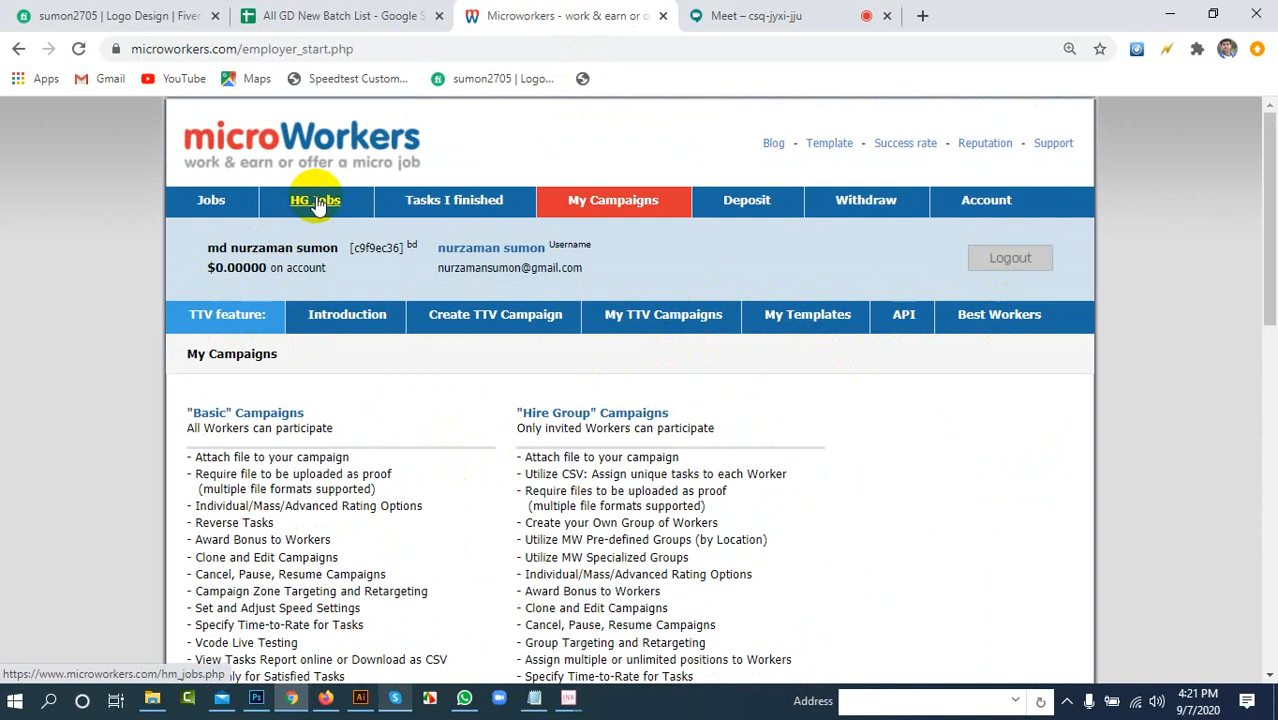 sumon2705 | Logo Design | Fiver
All GD New Batch List - Google S
Microworkers - work & earn or o
Meet – csq-jyxi-jju
microworkers.com/employer_start.php
Apps
Gmail
YouTube
Maps
Speedtest Custom...
sumon2705 | Logo...
microWorkers
work & earn or offer a micro job
Blog - Template - Success rate - Reputation - Support
Jobs
HG Jobs
Tasks I finished
My Campaigns
Deposit
Withdraw
Account
md nurzaman sumon [c9f9ec36] bd
nurzaman sumon Username
$0.00000 on account
nurzamansumon@gmail.com
Logout
TTV feature:
Introduction
Create TTV Campaign
My TTV Campaigns
My Templates
API
Best Workers
My Campaigns
"Basic" Campaigns
All Workers can participate
- Attach file to your campaign
- Require file to be uploaded as proof
(multiple file formats supported)
- Individual/Mass/Advanced Rating Options
- Reverse Tasks
- Award Bonus to Workers
- Clone and Edit Campaigns
- Cancel, Pause, Resume Campaigns
- Campaign Zone Targeting and Retargeting
- Set and Adjust Speed Settings
- Specify Time-to-Rate for Tasks
- Vcode Live Testing
- View Tasks Report online or Download as CSV
nly for Satisfied Tasks
"Hire Group" Campaigns
Only invited Workers can participate
- Attach file to your campaign
- Utilize CSV: Assign unique tasks to each Worker
- Require files to be uploaded as proof
(multiple file formats supported)
- Create your Own Group of Workers
- Utilize MW Pre-defined Groups (by Location)
- Utilize MW Specialized Groups
- Individual/Mass/Advanced Rating Options
- Award Bonus to Workers
- Clone and Edit Campaigns
- Cancel, Pause, Resume Campaigns
- Group Targeting and Retargeting
- Assign multiple or unlimited positions to Workers
- Specify Time-to-Rate for Tasks
https://www.microworkers.com/hm_jobs.php
Address
4:21 PM
9/7/2020